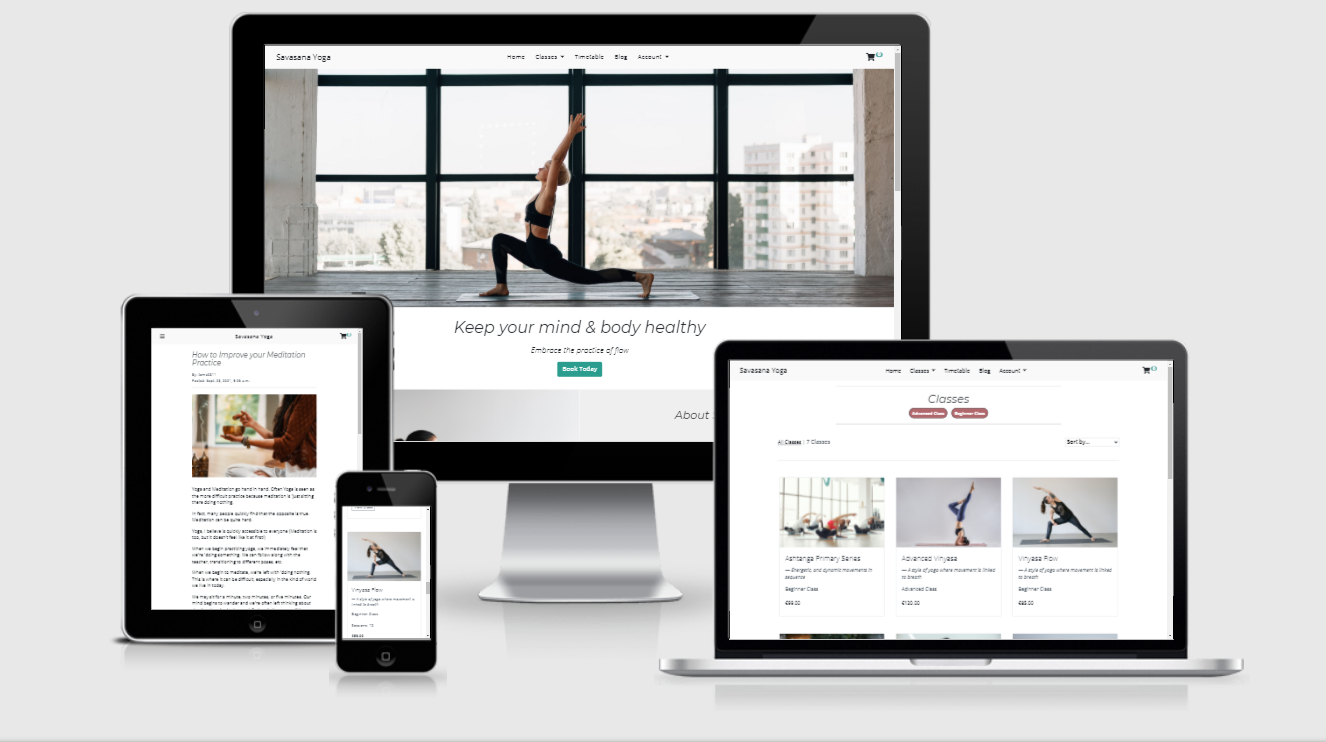 Savasana Yoga
Home Classes Timetable Blog Account
Keep your mind & body healthy
Embrace the practice of flow
Book Today
About
Savasana Yoga
How to Improve your Meditation
Practice
Yoga and Meditation go hand in hand. Often Yoga is seen as
the more difficult practice because meditation is 'just sitting
there doing nothing.
In fact, many people quickly find that the opposite is true.
Meditation can be quite hard.
Yoga, I believe is quickly accessible to everyone (Meditation is
too, but it doesn't feel like it at first)
When we begin practising yoga, we immediately feel that
we're 'doing something'. We can follow along with the
teacher, transitioning to different poses, etc
When we begin to meditate, we're left with 'doing nothing'.
This is where it can be difficult, especially in the kind of world
we live in today.
We may sit for a minute, two minutes, or five minutes. Our
mind begins to wander and we're often left thinking about
Vinyasa Flow
— A style of yoga where movement is
linked to breath
Beginner Class
€85.00
Savasana Yoga
Home Classes Timetable Blog Account
Classes
Advanced Class Beginner Class
All Classes | 7 Classes
Sort by...
Ashtanga Primary Series
— Energetic, and dynamic movements in
sequence
Beginner Class
€99.00
Advanced Vinyasa
— A style of yoga where movement is linked
to breath
Advanced Class
€120.00
Vinyasa Flow
— A style of yoga where movement is linked
to breath
Beginner Class
€85.00